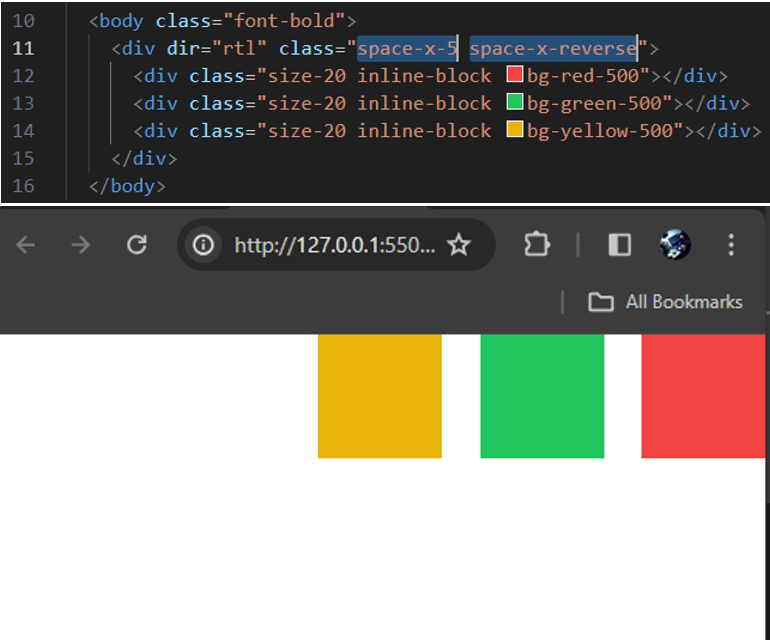 10 <body class="font-bold">
11 <div dir="rtl" class="space-x-5 space-x-reverse">
12 <div class="size-20 inline-block bg-red-500"></div>
13 <div class="size-20 inline-block bg-green-500"></div>
14 <div class="size-20 inline-block bg-yellow-500"></div>
15 </div>
16 </body>
http://127.0.0.1:550...
All Bookmarks